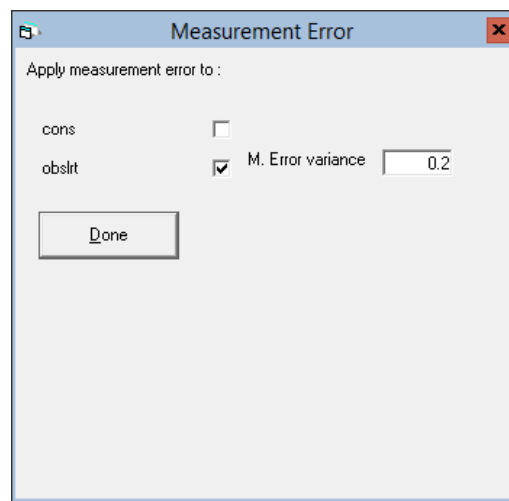 Measurement Error
Apply measurement error to :
cons
obslrt M. Error variance 0.2
Done